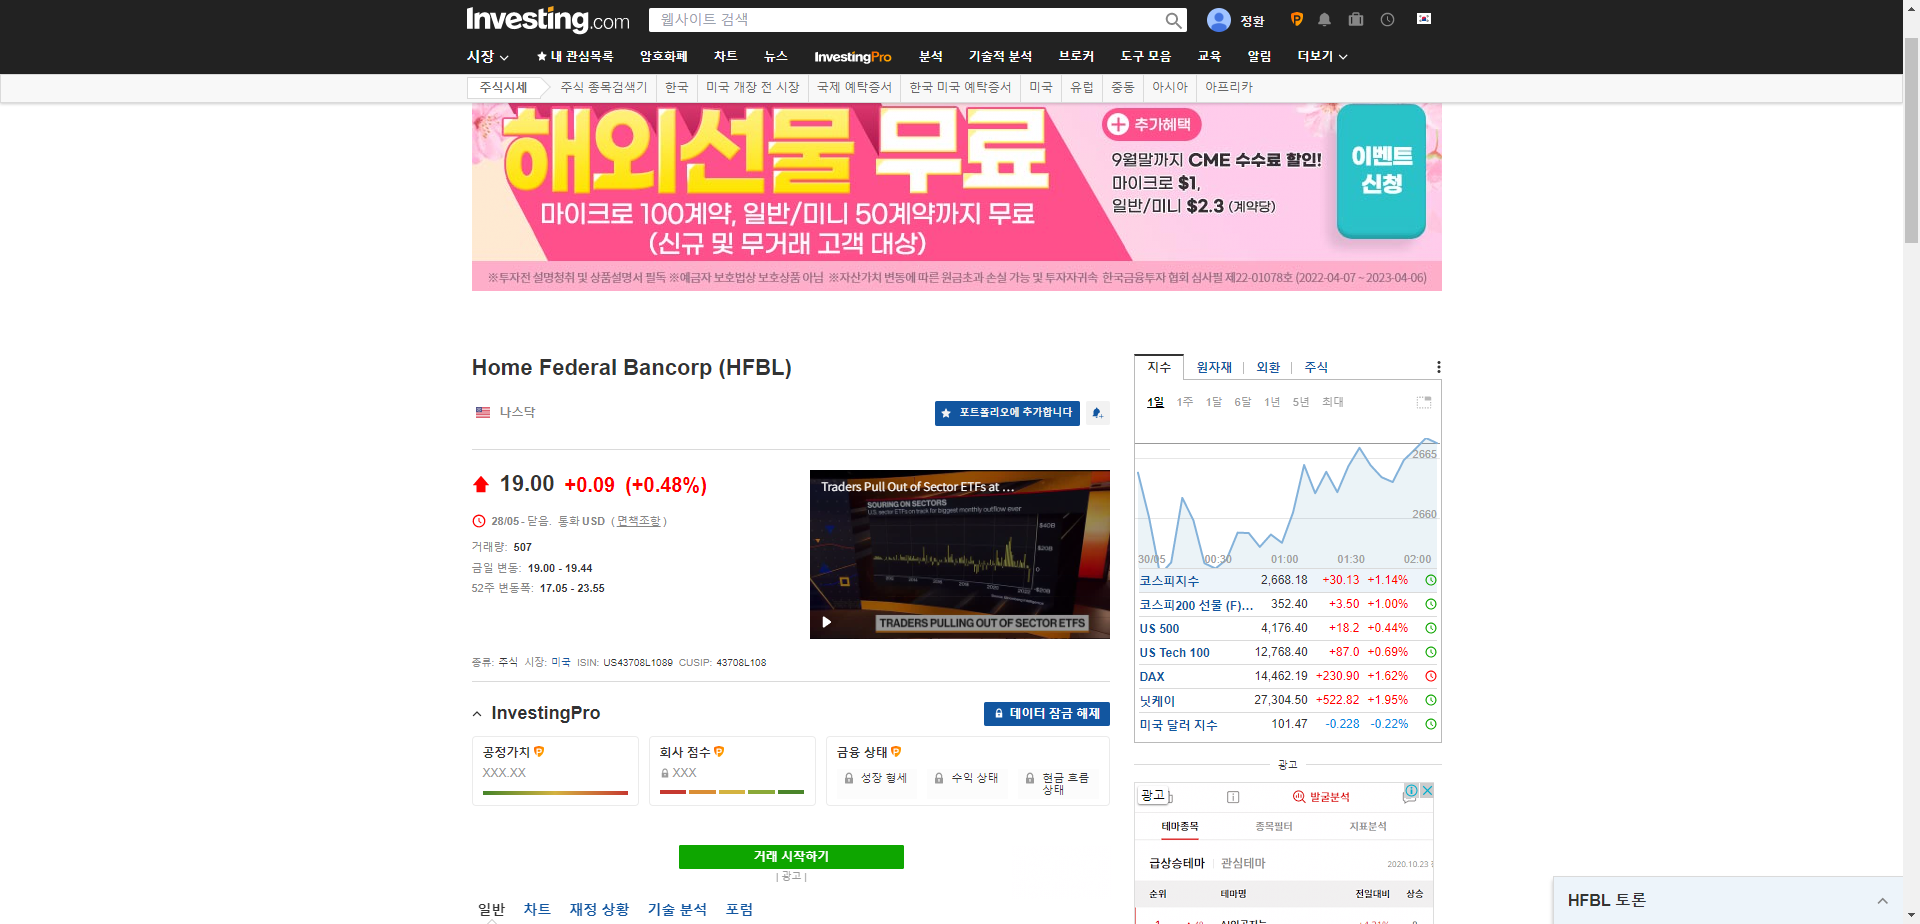 Investing.com
웹사이트 검색
정환
시장
★ 내 관심목록
암호화폐
차트
뉴스
InvestingPro
분석
기술적 분석
브로커
도구 모음
교육
알림
더보기
주식시세
주식 종목검색기
한국
미국 개장 전 시장
국제 예탁증서
한국 미국 예탁증서
미국
유럽
중동
아시아
아프리카
해외선물 무료
마이크로 100계약, 일반/미니 50계약까지 무료
(신규 및 무거래 고객 대상)
추가혜택
9월말까지 CME 수수료 할인!
마이크로 $1,
일반/미니 $2.3 (계약당)
이벤트
신청
※투자전 설명청취 및 상품설명서 필독 ※예금자 보호법상 보호상품 아님 ※자산가치 변동에 따른 원금초과 손실 가능 및 투자자귀속 한국금융투자 협회 심사필 제22-01078호 (2022-04-07 ~ 2023-04-06)
Home Federal Bancorp (HFBL)
나스닥
★ 포트폴리오에 추가합니다
19.00 +0.09 (+0.48%)
28/05 - 닫음. 통화 USD ( 면책조항 )
거래량: 507
금일 변동: 19.00 - 19.44
52주 변동폭: 17.05 - 23.55
Traders Pull Out of Sector ETFs at ...
SOURING ON SECTORS
U.S. sector ETFs on track for biggest monthly outflow ever
$40B
$20B
0
-$20B
TRADERS PULLING OUT OF SECTOR ETFS
종류: 주식 시장: 미국 ISIN: US43708L1089 CUSIP: 43708L108
InvestingPro
데이터 잠금 해제
공정가치
XXX.XX
회사 점수
XXX
금융 상태
성장 형세
수익 상태
현금 흐름
상태
거래 시작하기
| 광고 |
일반
차트
재정 상황
기술 분석
포럼
지수
원자재
외환
주식
1일
1주
1달
6달
1년
5년
최대
2665
2660
30/05
00:30
01:00
01:30
02:00
코스피지수 2,668.18 +30.13 +1.14%
코스피200 선물 (F)... 352.40 +3.50 +1.00%
US 500 4,176.40 +18.2 +0.44%
US Tech 100 12,768.40 +87.0 +0.69%
DAX 14,462.19 +230.90 +1.62%
닛케이 27,304.50 +522.82 +1.95%
미국 달러 지수 101.47 -0.228 -0.22%
광고
광고
발굴분석
테마종목
종목필터
지표분석
급상승테마
관심테마
2020.10.23
순위
테마명
전일대비
상승
HFBL 토론